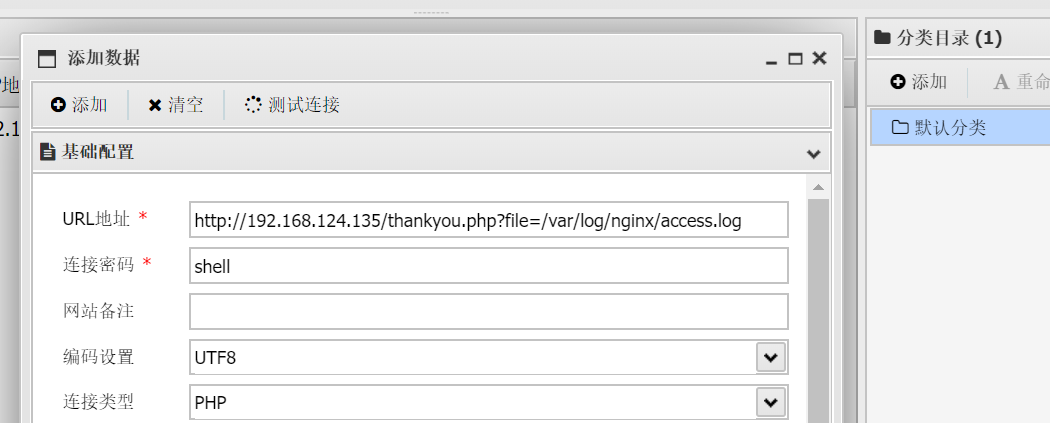 添加数据
添加 清空 测试连接
基础配置
URL地址 * http://192.168.124.135/thankyou.php?file=/var/log/nginx/access.log
连接密码 * shell
网站备注
编码设置 UTF8
连接类型 PHP
分类目录 (1)
添加 A 重命
默认分类
地
2.1